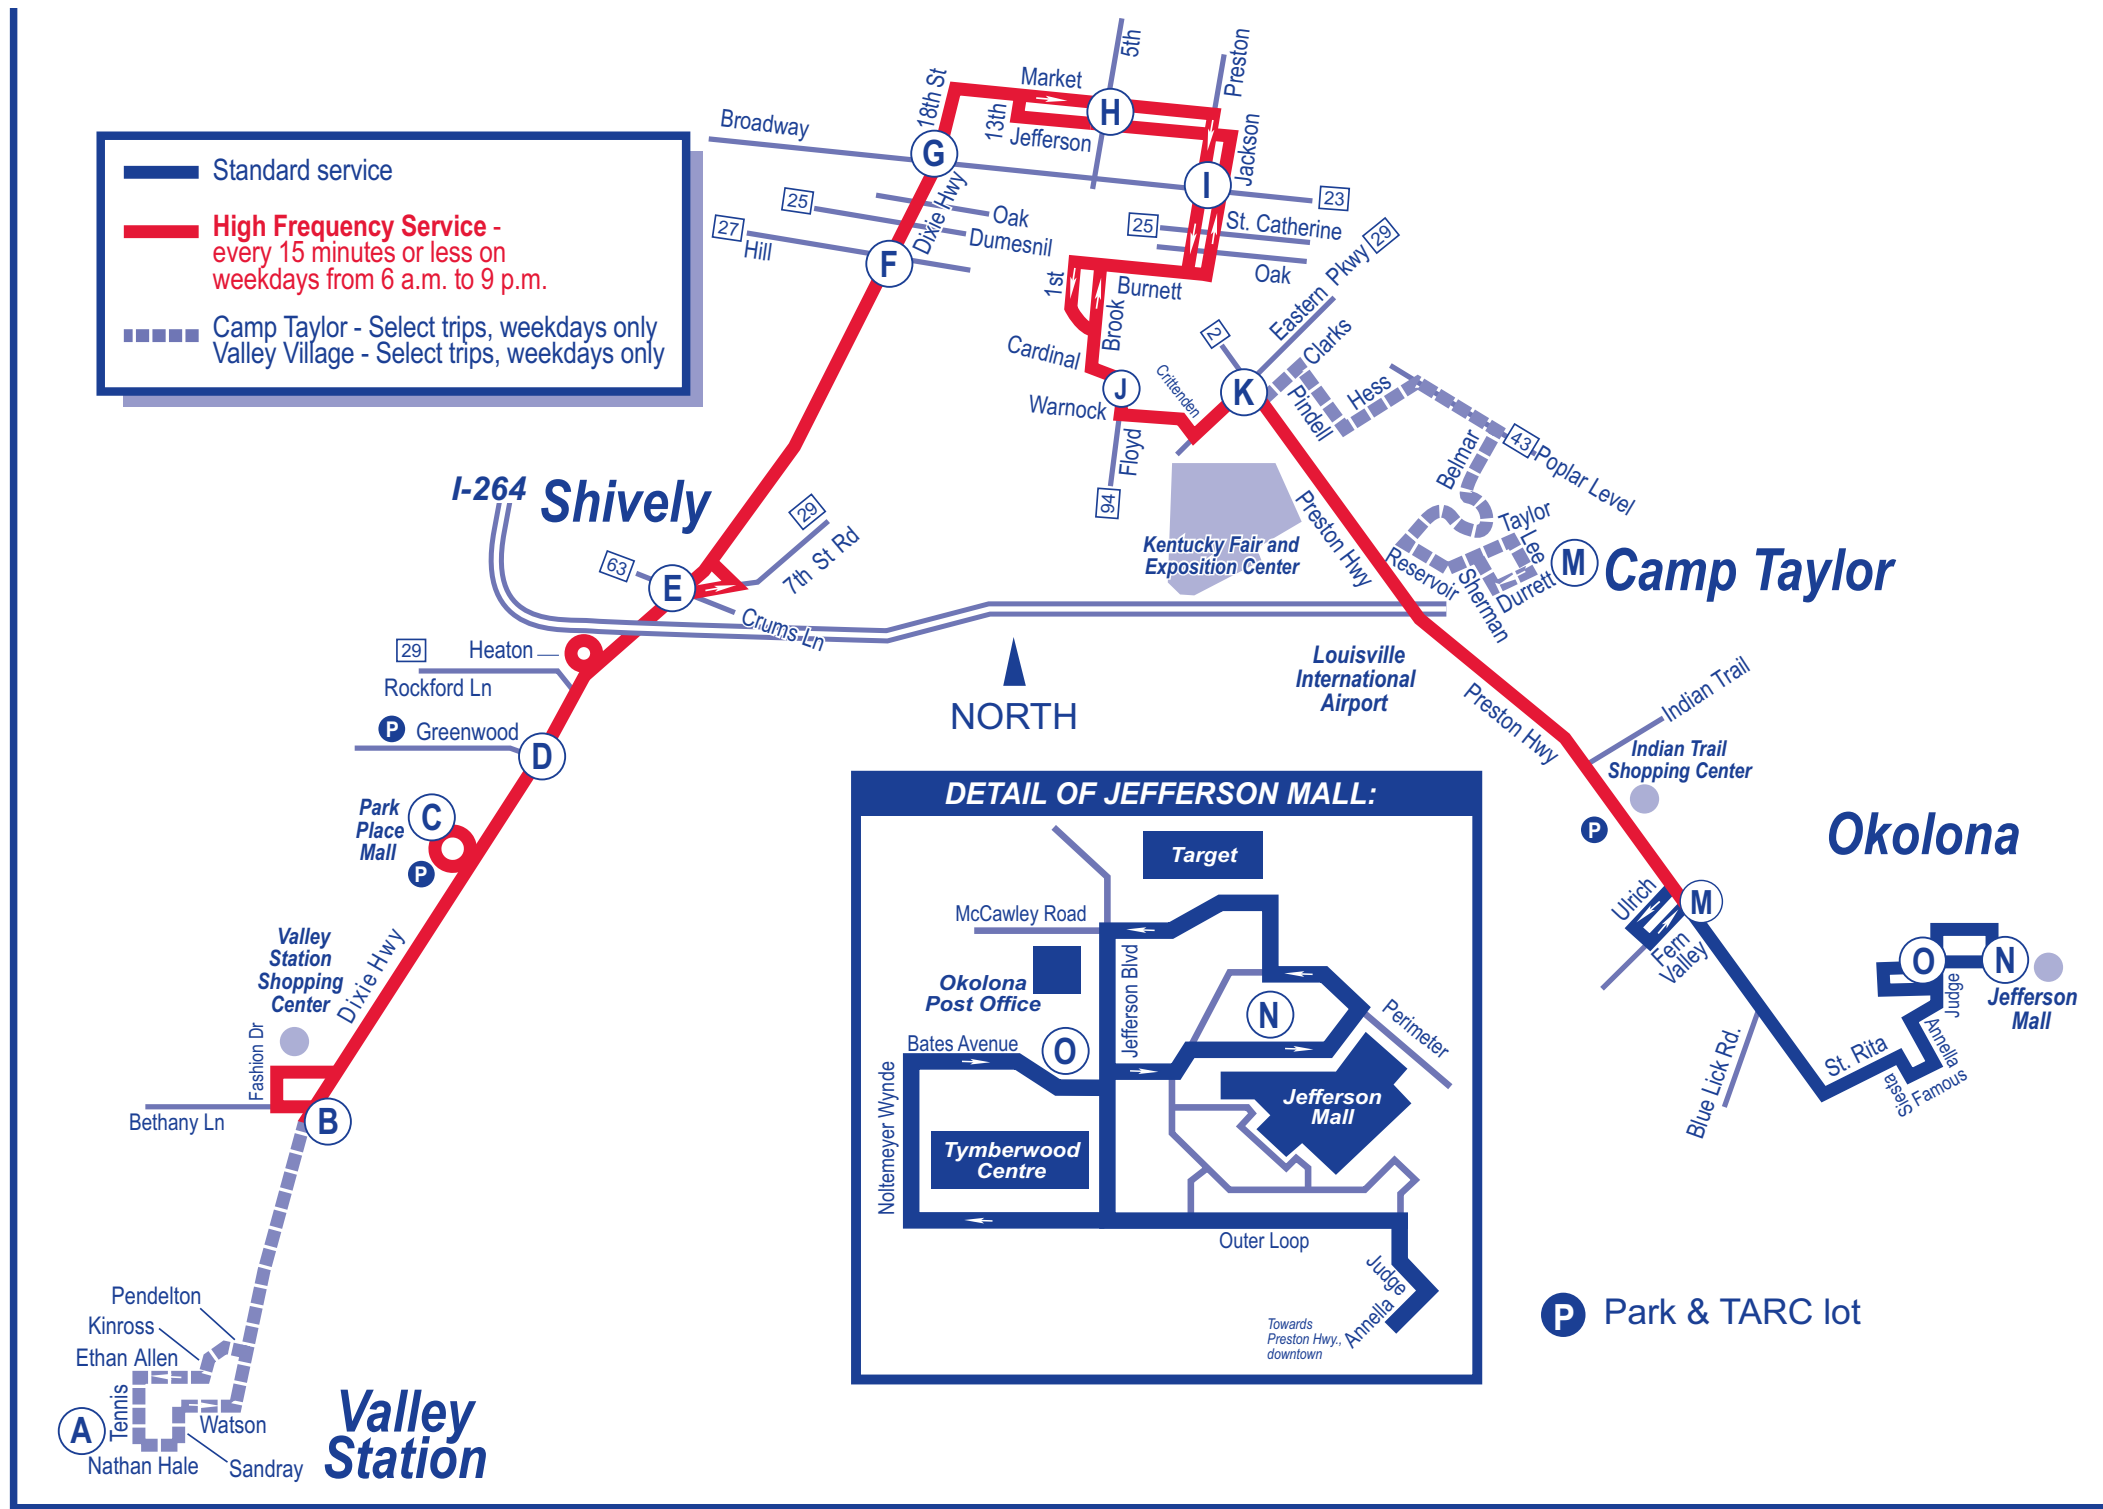 Standard service
High Frequency Service -
every 15 minutes or less on
weekdays from 6 a.m. to 9 p.m.
Camp Taylor - Select trips, weekdays only
Valley Village - Select trips, weekdays only
5th
Preston
Market
18th St
H
13th
Jefferson
Jackson
Broadway
G
I
23
25
Oak
Dixie Hwy
Dumesnil
27
Hill
F
25
St. Catherine
Oak
1st
Burnett
Brook
Eastern Pkwy
29
2
Clarks
Cardinal
J
Crittenden
K
Pindell
Hess
Warnock
Floyd
94
Belmar
43
Poplar Level
I-264
Shively
29
7th St Rd
63
E
Crums Ln
Kentucky Fair and
Exposition Center
Preston Hwy
Taylor
Lee
Reservoir
Sherman
Durrett
M
Camp Taylor
Heaton
29
Rockford Ln
P
Greenwood
D
NORTH
Louisville
International
Airport
Preston Hwy
Indian Trail
Indian Trail
Shopping Center
P
Park
Place
Mall
C
P
Okolona
Ulrich
M
Fern
Valley
O
N
Judge
Jefferson
Mall
Annella
St. Rita
Siesta
Famous
Blue Lick Rd.
Valley
Station
Shopping
Center
Dixie Hwy
Fashion Dr
Bethany Ln
B
DETAIL OF JEFFERSON MALL:
Target
McCawley Road
Okolona
Post Office
Jefferson Blvd
N
Perimeter
Bates Avenue
O
Noltemeyer Wynde
Jefferson
Mall
Tymberwood
Centre
Outer Loop
Judge
Annella
Towards
Preston Hwy.,
downtown
P
Park & TARC lot
Pendelton
Kinross
Ethan Allen
Tennis
A
Watson
Nathan Hale
Sandray
Valley
Station